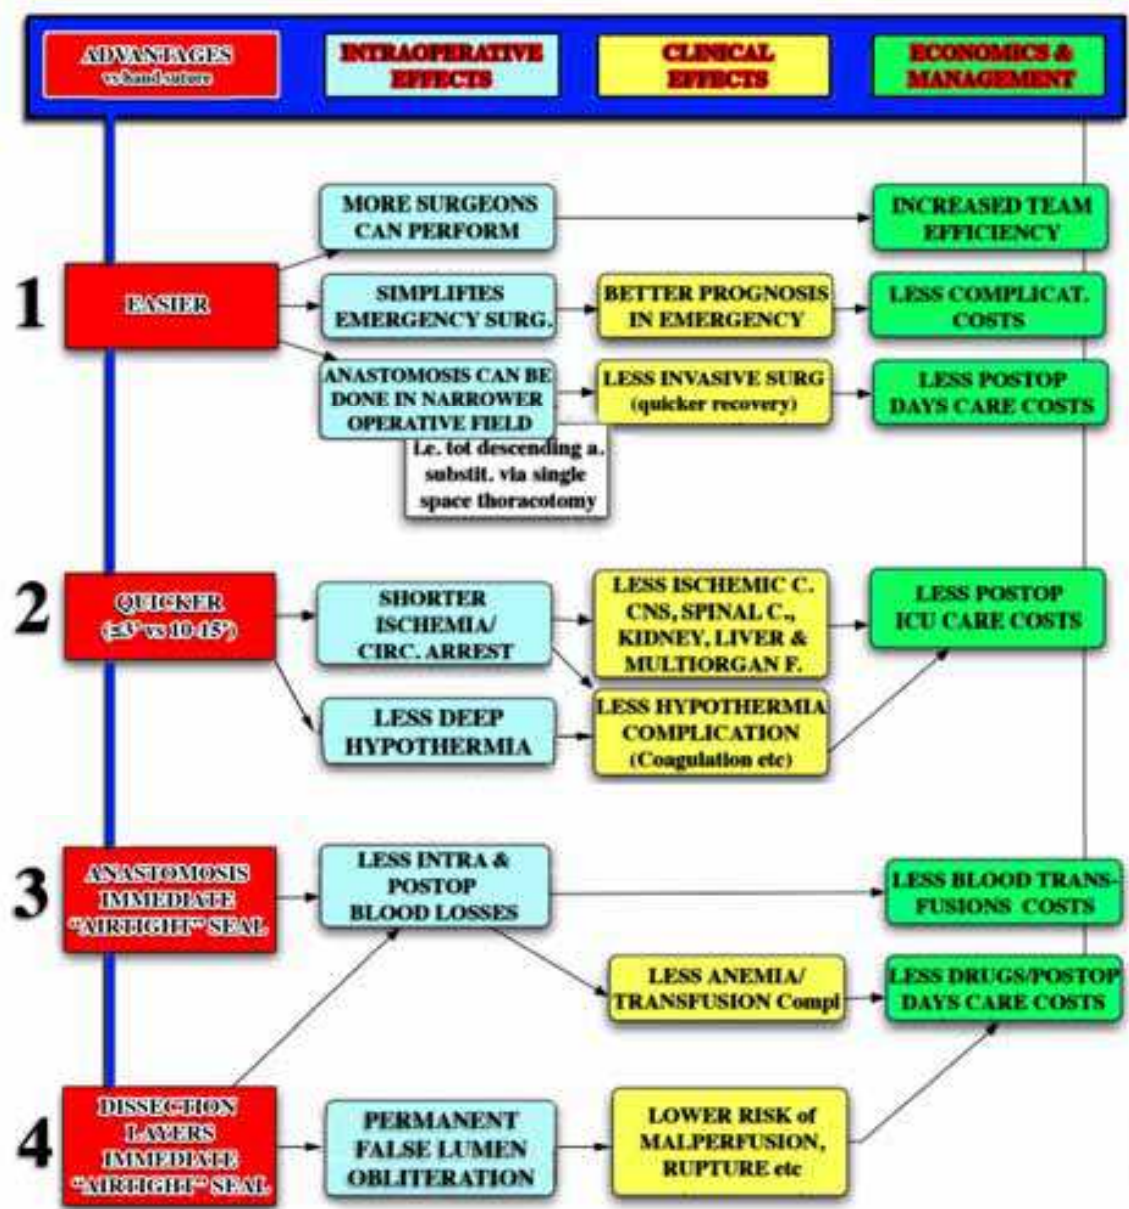 ADVANTAGES
vs hand suture
INTRAOPERATIVE
EFFECTS
CLINICAL
EFFECTS
ECONOMICS &
MANAGEMENT
1
EASIER
MORE SURGEONS
CAN PERFORM
INCREASED TEAM
EFFICIENCY
SIMPLIFIES
EMERGENCY SURG.
BETTER PROGNOSIS
IN EMERGENCY
LESS COMPLICAT.
COSTS
ANASTOMOSIS CAN BE
DONE IN NARROWER
OPERATIVE FIELD
LESS INVASIVE SURG
(quicker recovery)
LESS POSTOP
DAYS CARE COSTS
i.e. tot descending a.
substit. via single
space thoracotomy
2
QUICKER
(≤3' vs 10-15')
SHORTER
ISCHEMIA/
CIRC. ARREST
LESS ISCHEMIC C.
CNS, SPINAL C.,
KIDNEY, LIVER &
MULTIORGAN F.
LESS POSTOP
ICU CARE COSTS
LESS DEEP
HYPOTHERMIA
LESS HYPOTHERMIA
COMPLICATION
(Coagulation etc)
3
ANASTOMOSIS
IMMEDIATE
“AIRTIGHT” SEAL
LESS INTRA &
POSTOP
BLOOD LOSSES
LESS BLOOD TRANS-
FUSIONS COSTS
LESS ANEMIA/
TRANSFUSION Compl
LESS DRUGS/POSTOP
DAYS CARE COSTS
4
DISSECTION
LAYERS
IMMEDIATE
“AIRTIGHT” SEAL
PERMANENT
FALSE LUMEN
OBLITERATION
LOWER RISK of
MALPERFUSION,
RUPTURE etc